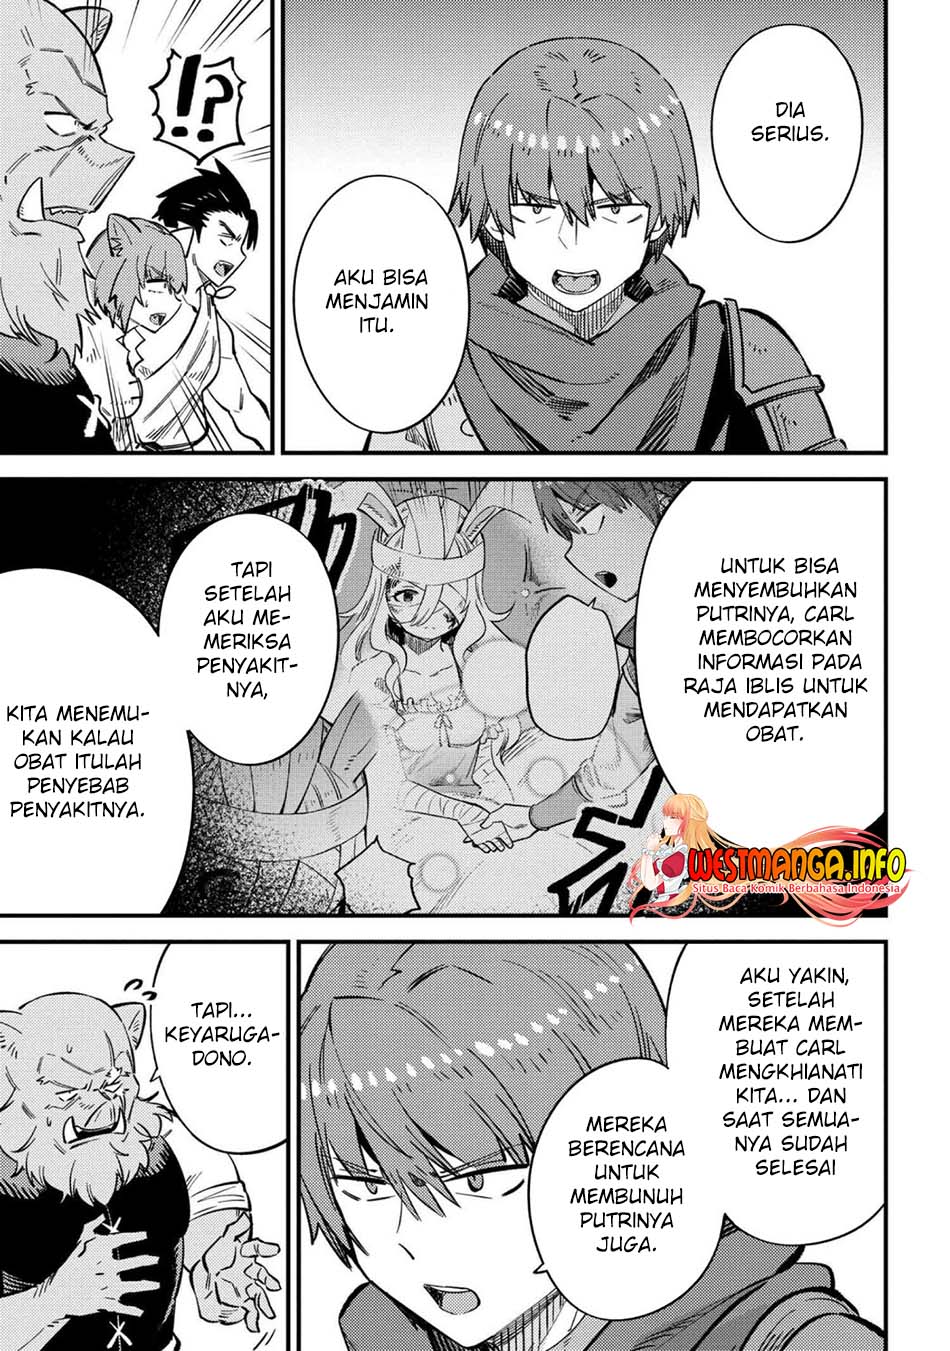 DIA
SERIUS.
AKU BISA
MENJAMIN
ITU.
!?
UNTUK BISA
MENYEMBUHKAN
PUTRINYA, CARL
MEMBOCORKAN
INFORMASI PADA
RAJA IBLIS UNTUK
MENDAPATKAN
OBAT.
TAPI
SETELAH
AKU ME-
MERIKSA
PENYAKIT-
NYA,
KITA MENEMU-
KAN KALAU
OBAT ITULAH
PENYEBAB
PENYAKITNYA.
WESTMANGA.INFO
Situs Baca Komik Berbahasa Indonesia
AKU YAKIN,
SETELAH
MEREKA MEM-
BUAT CARL
MENGKHIANATI
KITA... DAN
SAAT SEMUA-
NYA SUDAH
SELESAI
MEREKA
BERENCANA
UNTUK
MEMBUNUH
PUTRINYA
JUGA.
TAPI...
KEYARUGA-
DONO.